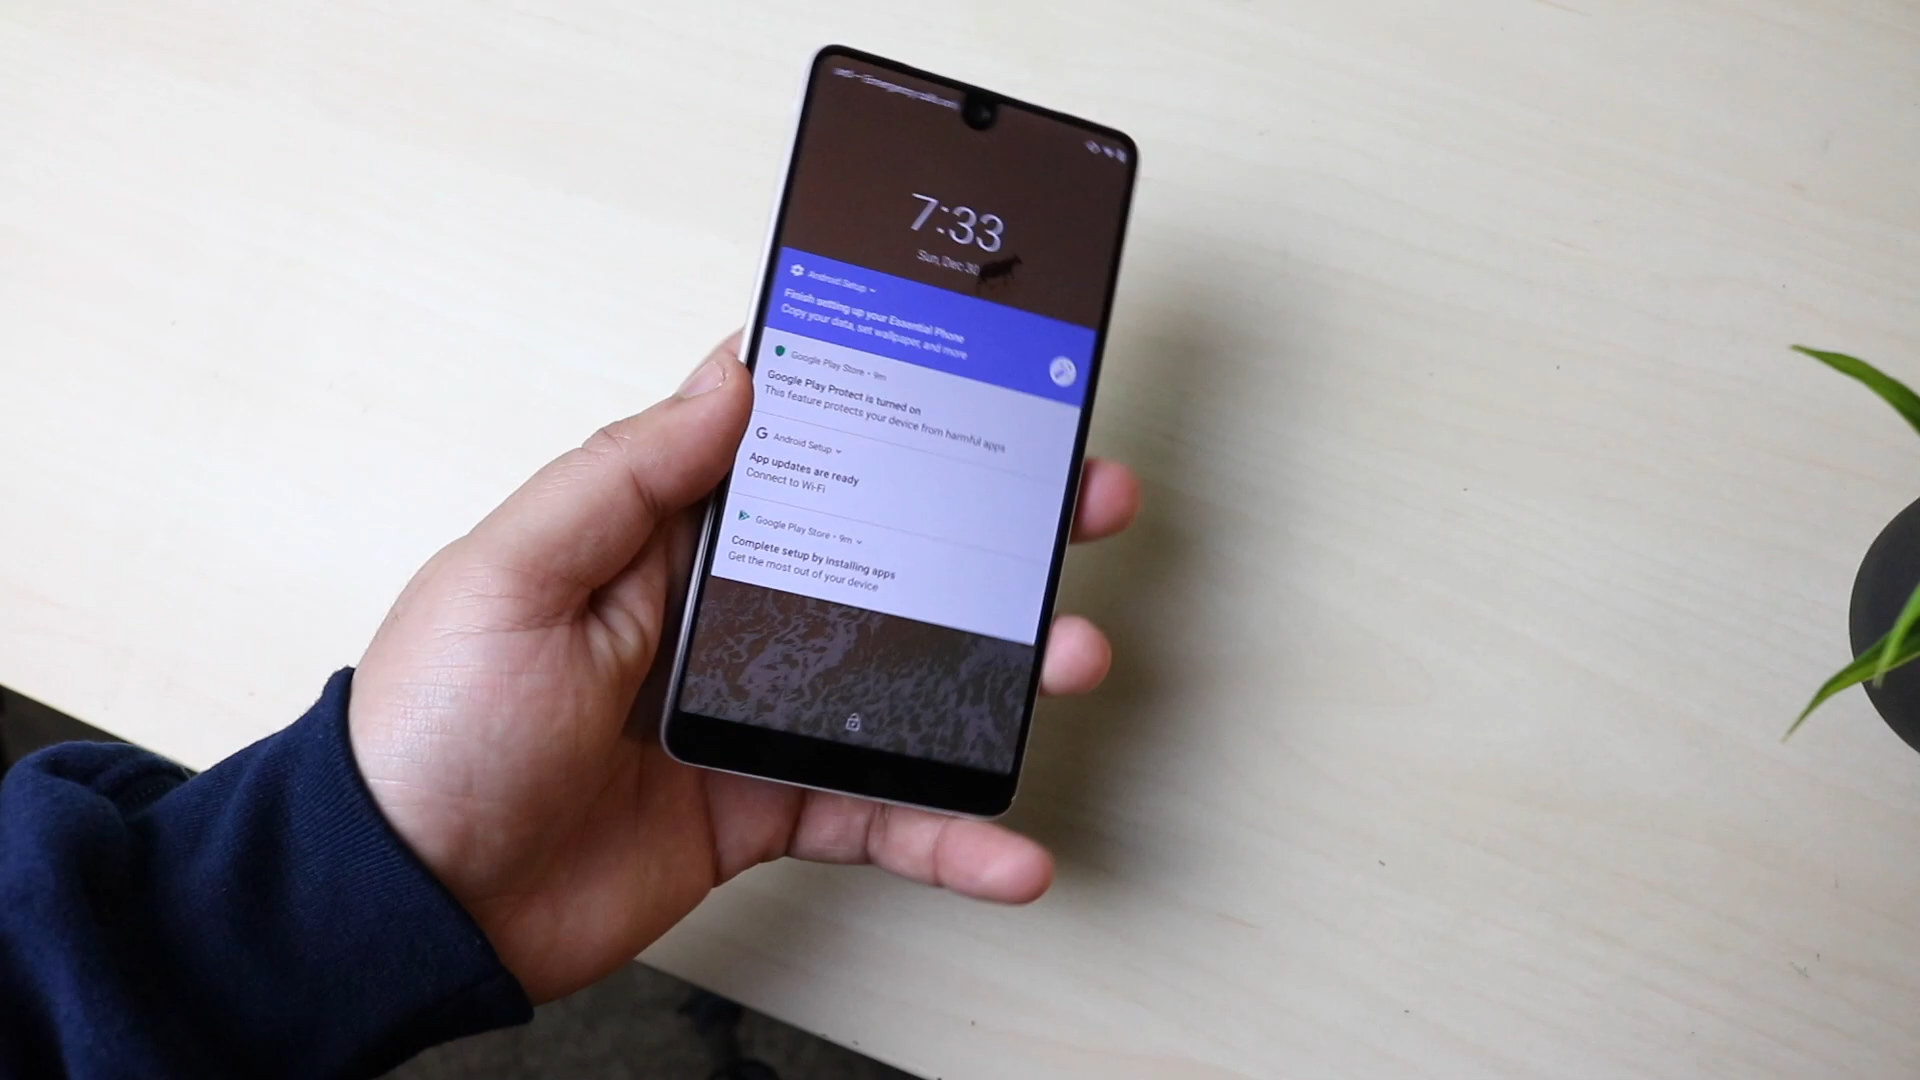 Emergency calls only
7:33
Sun, Dec 30
Android Setup
Finish setting up your Essential Phone
Copy your data, set wallpaper, and more
Google Play Store • 9m
Google Play Protect is turned on
This feature protects your device from harmful apps
G Android Setup
App updates are ready
Connect to Wi-Fi
Google Play Store • 9m
Complete setup by installing apps
Get the most out of your device